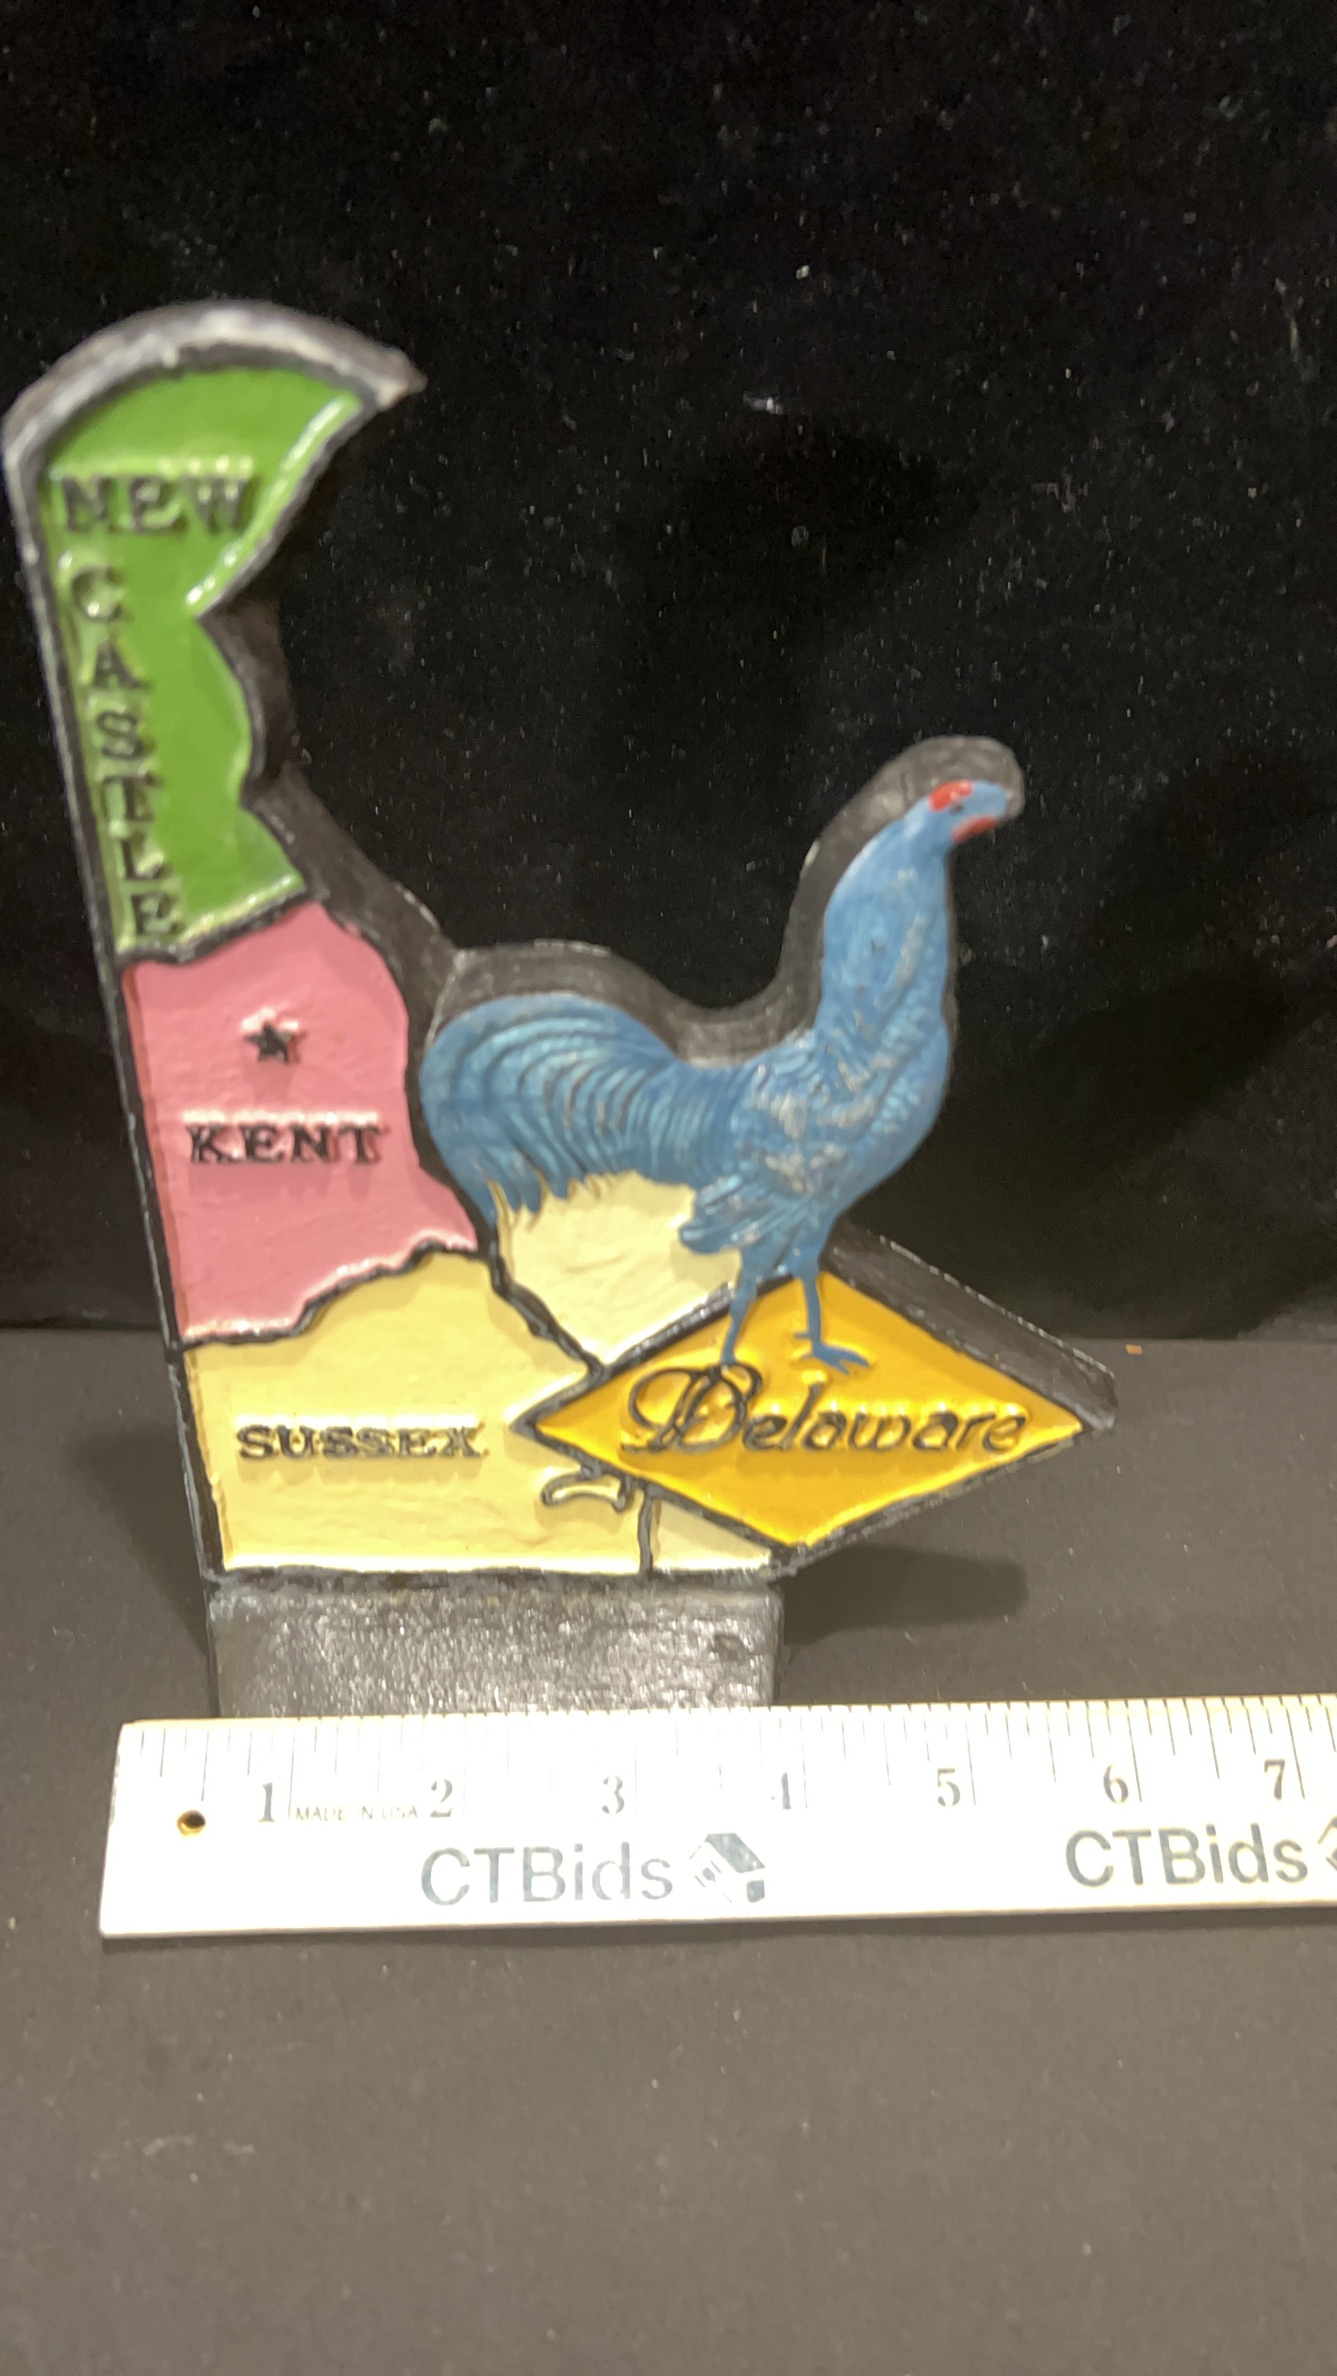 NEW
CASTLE
KENT
SUSSEX
Delaware
1 2 3 4 5 6 7
MADE IN USA
CTBids CTBids